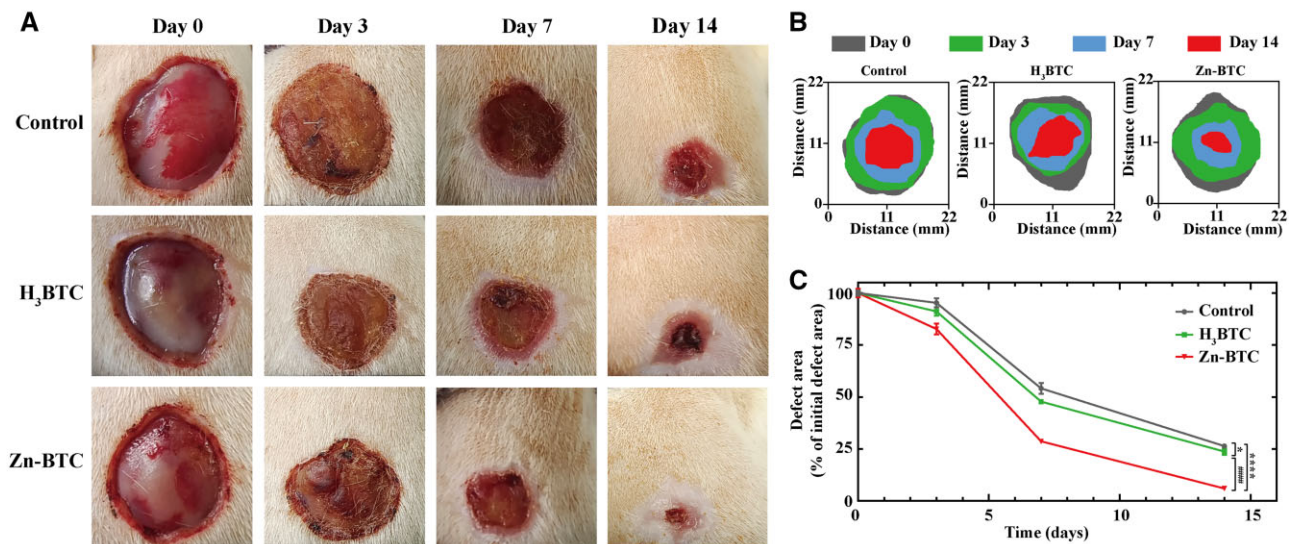 A
Day 0 Day 3 Day 7 Day 14
Control
H₃BTC
Zn-BTC
B
Day 0 Day 3 Day 7 Day 14
Control H₃BTC Zn-BTC
22 22 22
Distance (mm) Distance (mm) Distance (mm)
11 11 11
0 0 0
11 22 11 22 11 22
Distance (mm) Distance (mm) Distance (mm)
C
100
75
50
25
0
Defect area
(% of initial defect area)
Control
H₃BTC
Zn-BTC
*
####
****
0 5 10 15
Time (days)